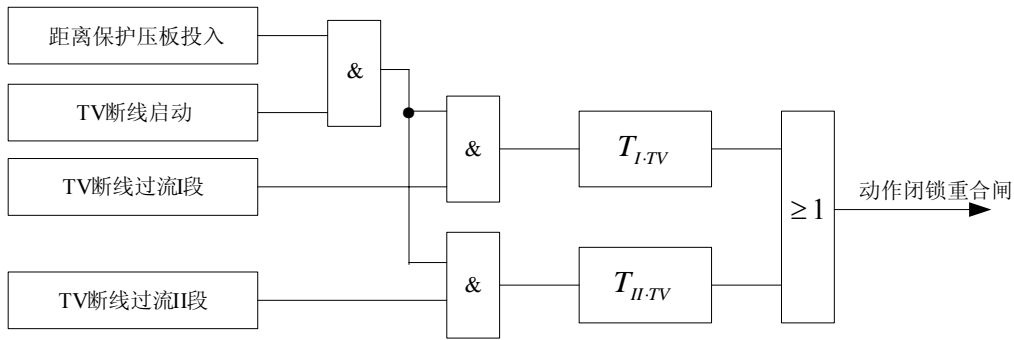 距离保护压板投入
&
TV断线启动
&
T_{I·TV}
TV断线过流I段
动作闭锁重合闸
≥1
&
T_{II·TV}
TV断线过流II段